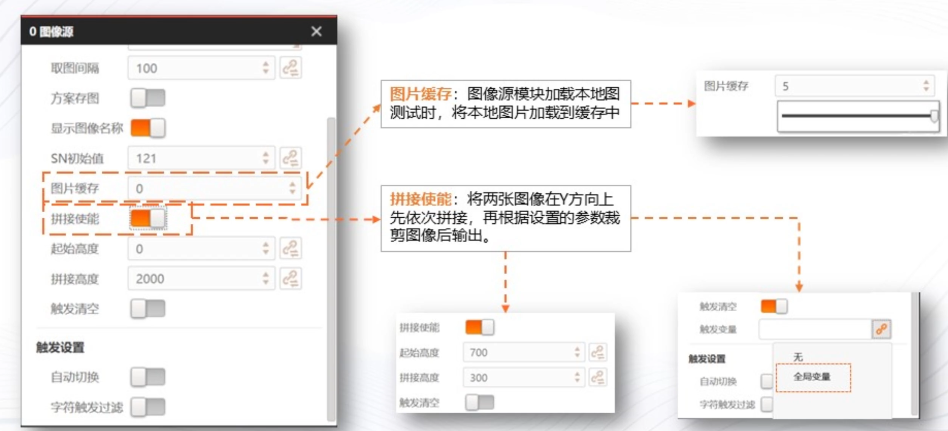 0 图像源
取图间隔
100
方案存图
显示图像名称
SN初始值
121
图片缓存
0
拼接使能
起始高度
0
拼接高度
2000
触发清空
触发设置
自动切换
字符触发过滤
图片缓存：图像源模块加载本地图
测试时，将本地图片加载到缓存中
图片缓存
5
拼接使能：将两张图像在Y方向上
先依次拼接，再根据设置的参数裁
剪图像后输出。
拼接使能
起始高度
700
拼接高度
300
触发清空
触发清空
触发变量
触发设置
无
自动切换
全局变量
字符触发过滤